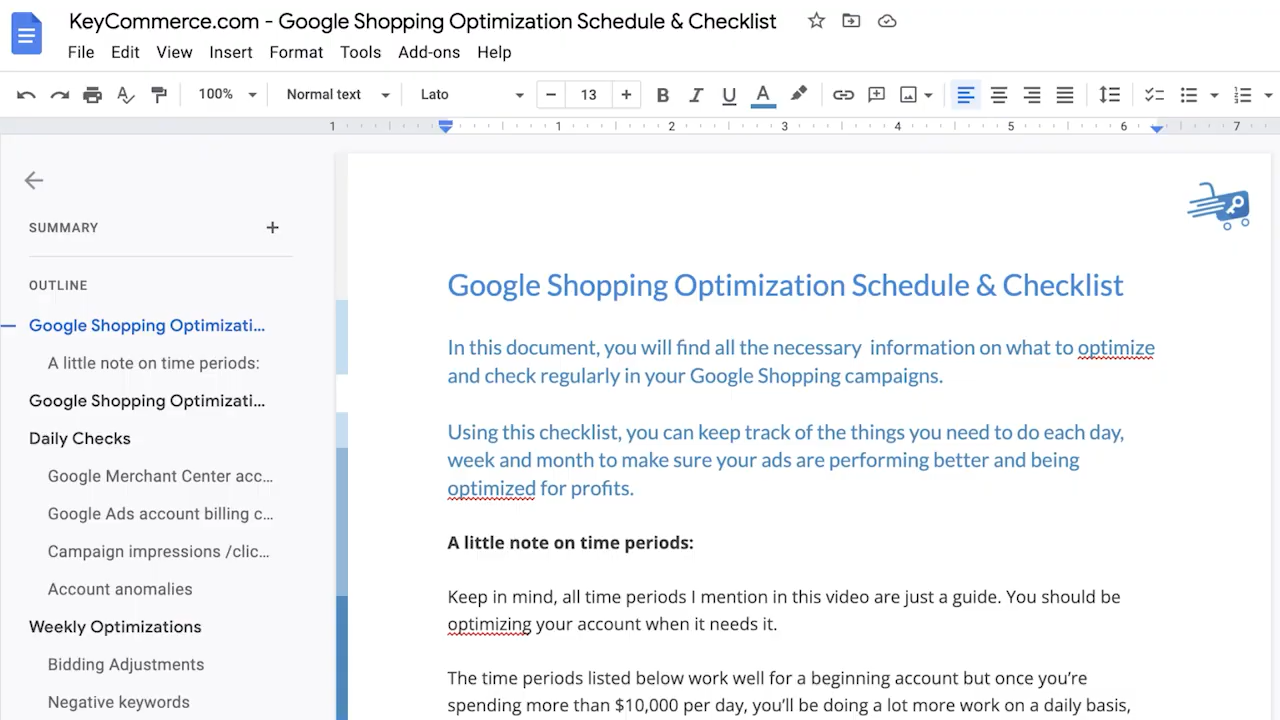 KeyCommerce.com - Google Shopping Optimization Schedule & Checklist
File Edit View Insert Format Tools Add-ons Help
100% Normal text Lato 13 B I U A
1 1 2 3 4 5 6 7
SUMMARY
OUTLINE
Google Shopping Optimizati...
A little note on time periods:
Google Shopping Optimizati...
Daily Checks
Google Merchant Center acc...
Google Ads account billing c...
Campaign impressions /clic...
Account anomalies
Weekly Optimizations
Bidding Adjustments
Negative keywords
Google Shopping Optimization Schedule & Checklist
In this document, you will find all the necessary  information on what to optimize
and check regularly in your Google Shopping campaigns.
Using this checklist, you can keep track of the things you need to do each day,
week and month to make sure your ads are performing better and being
optimized for profits.
A little note on time periods:
Keep in mind, all time periods I mention in this video are just a guide. You should be
optimizing your account when it needs it.
The time periods listed below work well for a beginning account but once you're
spending more than $10,000 per day, you'll be doing a lot more work on a daily basis,